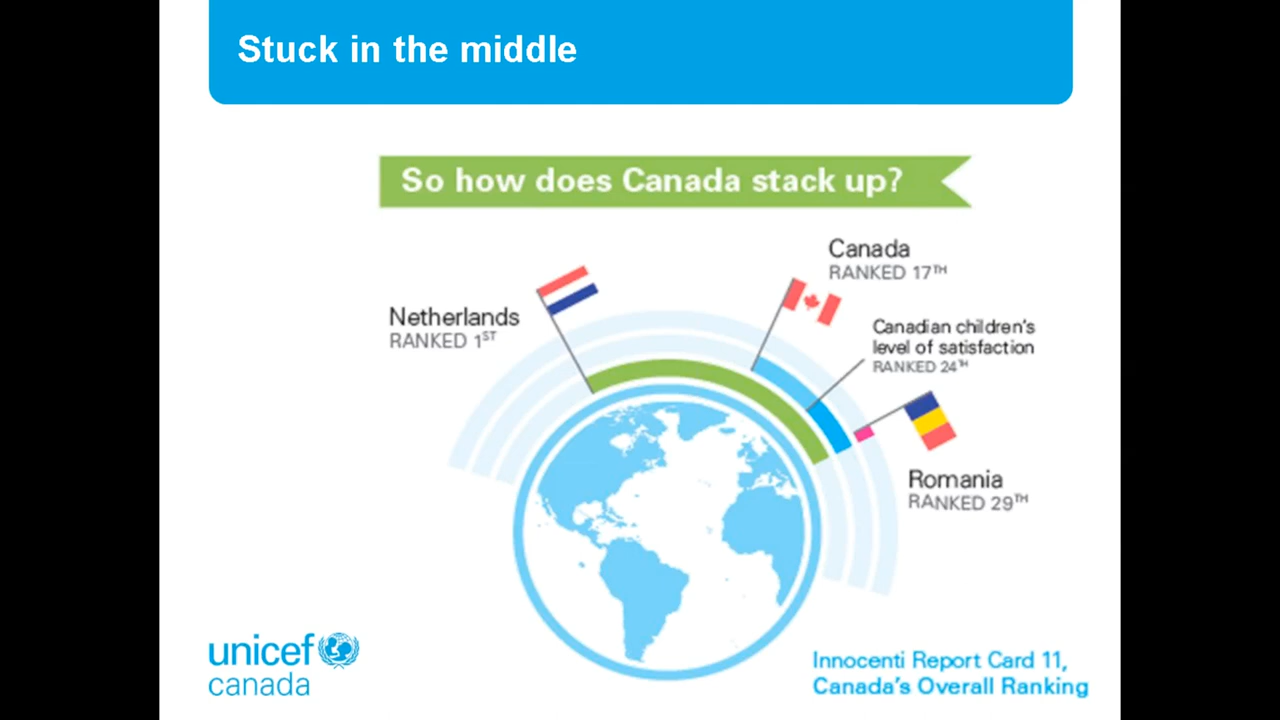 Stuck in the middle
So how does Canada stack up?
Canada
RANKED 17TH
Netherlands
RANKED 1ST
Canadian children's
level of satisfaction
RANKED 24TH
Romania
RANKED 29TH
unicef
canada
Innocenti Report Card 11,
Canada's Overall Ranking